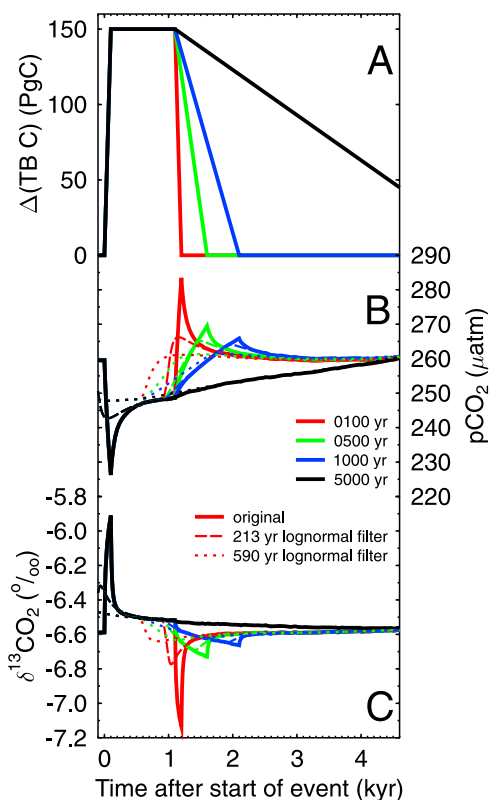 150
100
50
0
Δ(TB C) (PgC)
A
290
280
270
260
250
240
230
220
pCO2 (μatm)
B
0100 yr
0500 yr
1000 yr
5000 yr
original
213 yr lognormal filter
590 yr lognormal filter
-5.8
-6.0
-6.2
-6.4
-6.6
-6.8
-7.0
-7.2
δ13CO2 (o/oo)
C
0 1 2 3 4
Time after start of event (kyr)